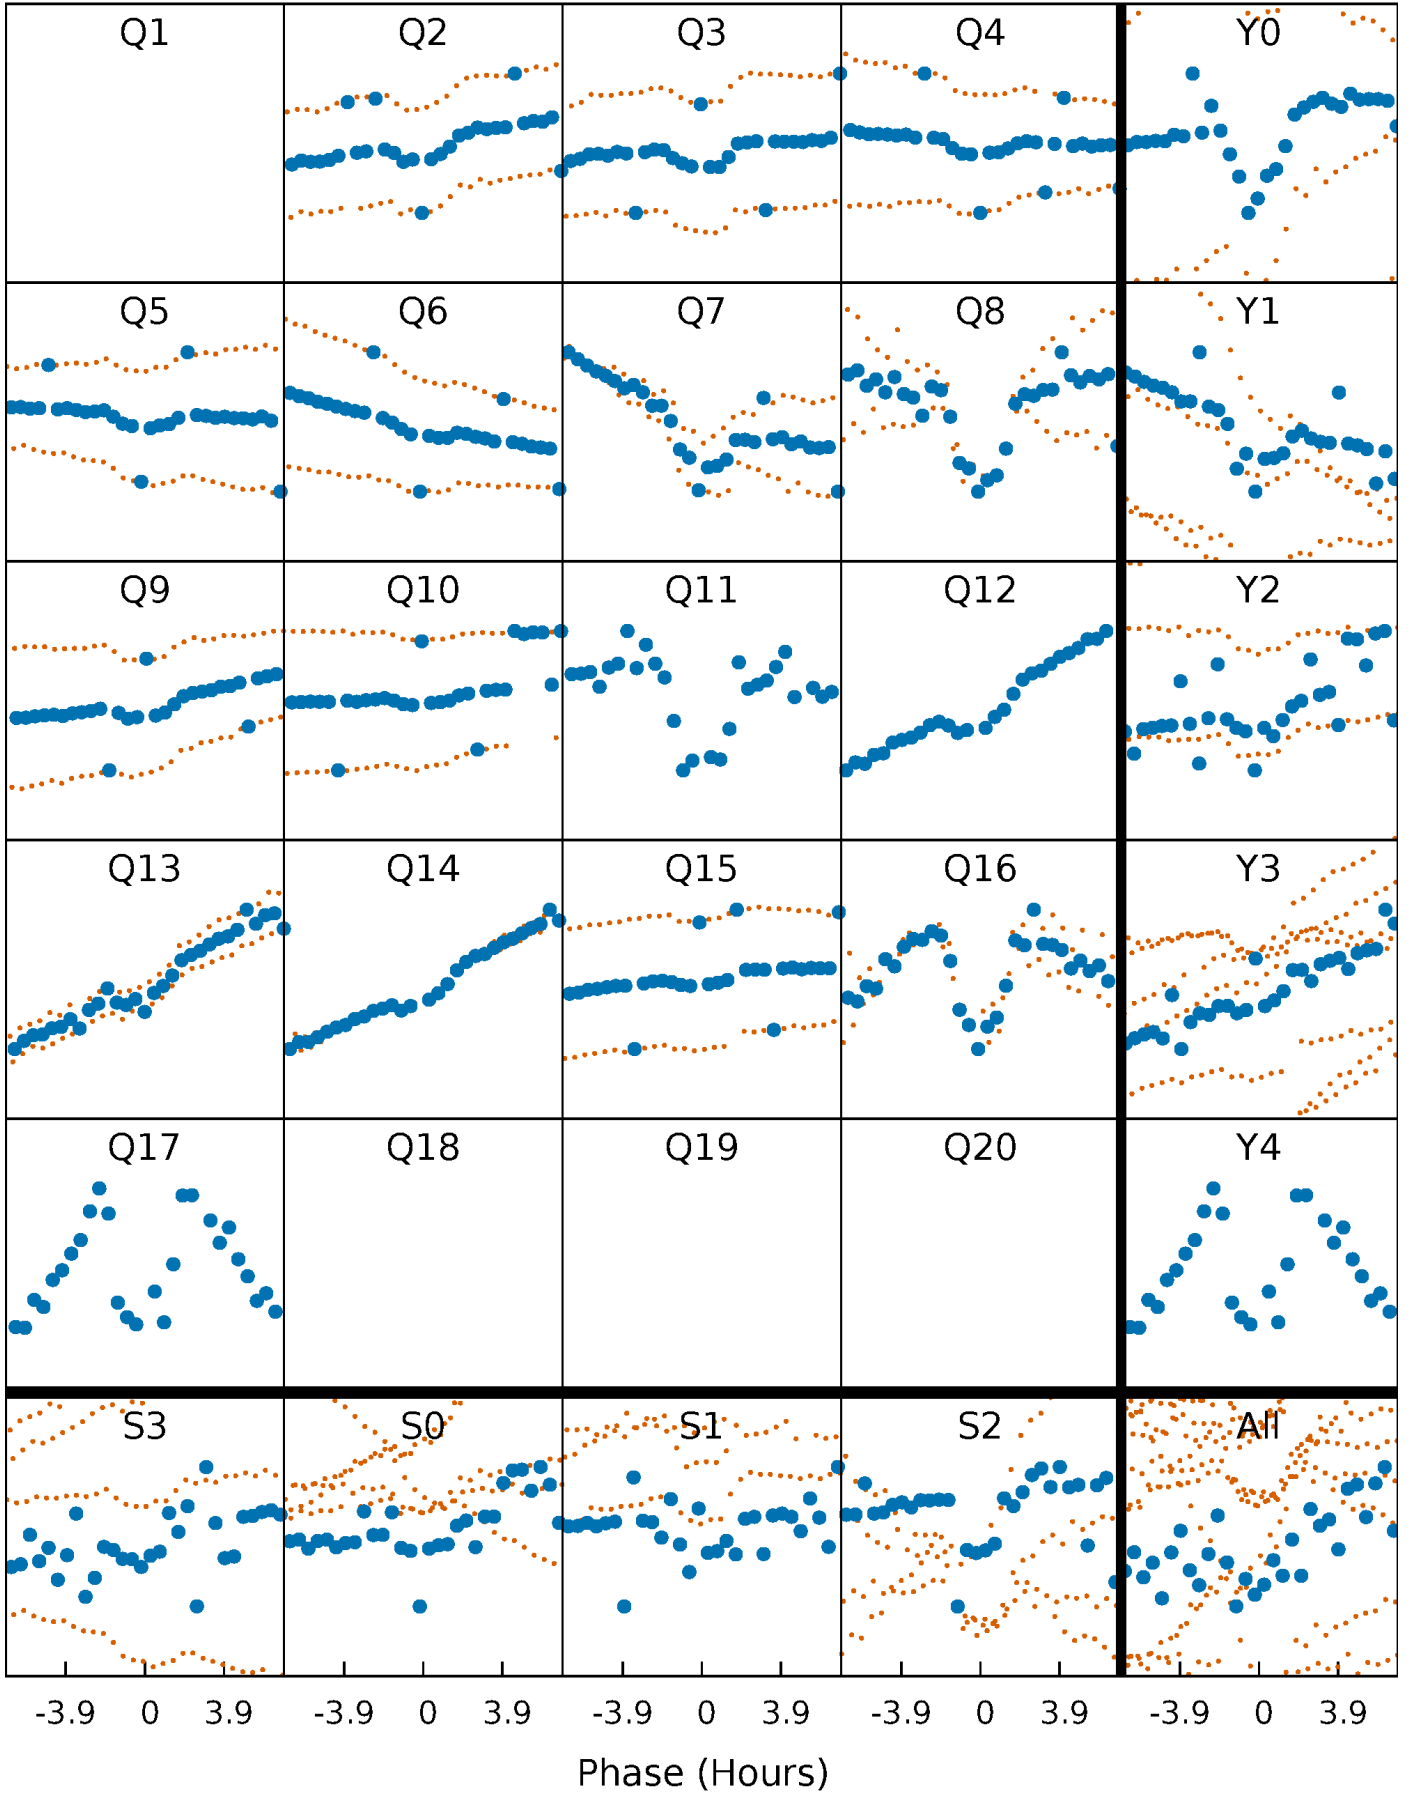 Q1 Q2 Q3 Q4 Y0
Q5 Q6 Q7 Q8 Y1
Q9 Q10 Q11 Q12 Y2
Q13 Q14 Q15 Q16 Y3
Q17 Q18 Q19 Q20 Y4
S3 S0 S1 S2 All
-3.9 0 3.9 -3.9 0 3.9 -3.9 0 3.9 -3.9 0 3.9 -3.9 0 3.9
Phase (Hours)